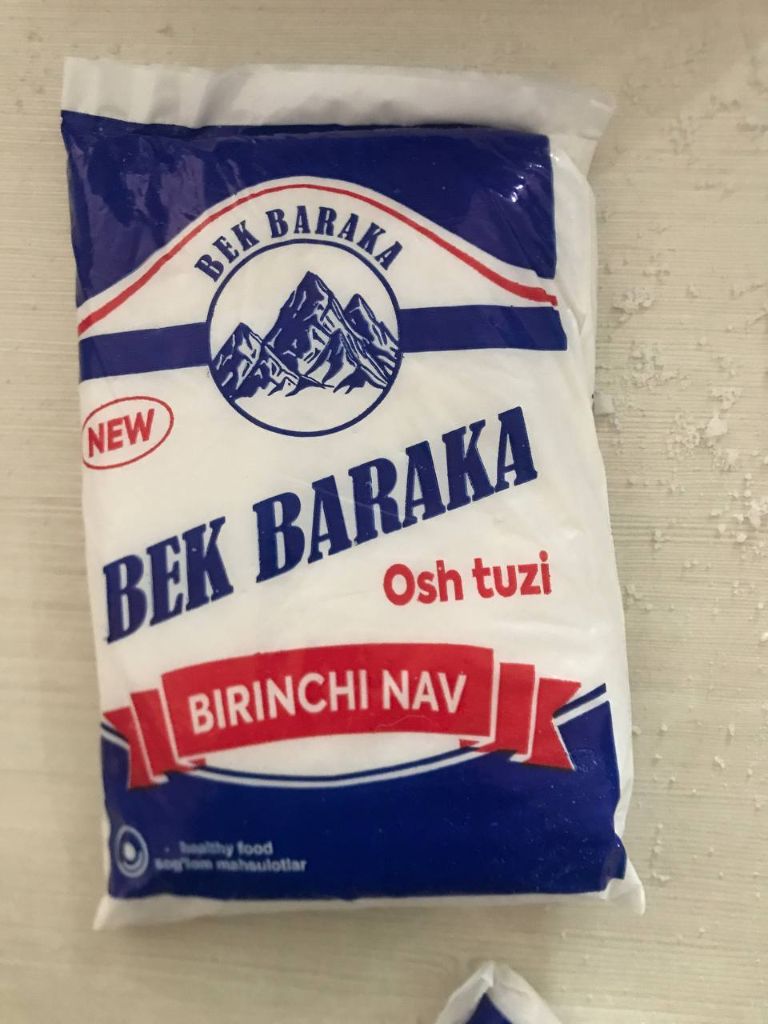 BEK BARAKA
NEW
BEK BARAKA
Osh tuzi
BIRINCHI NAV
healthy food
sog'lom mahsulotlar